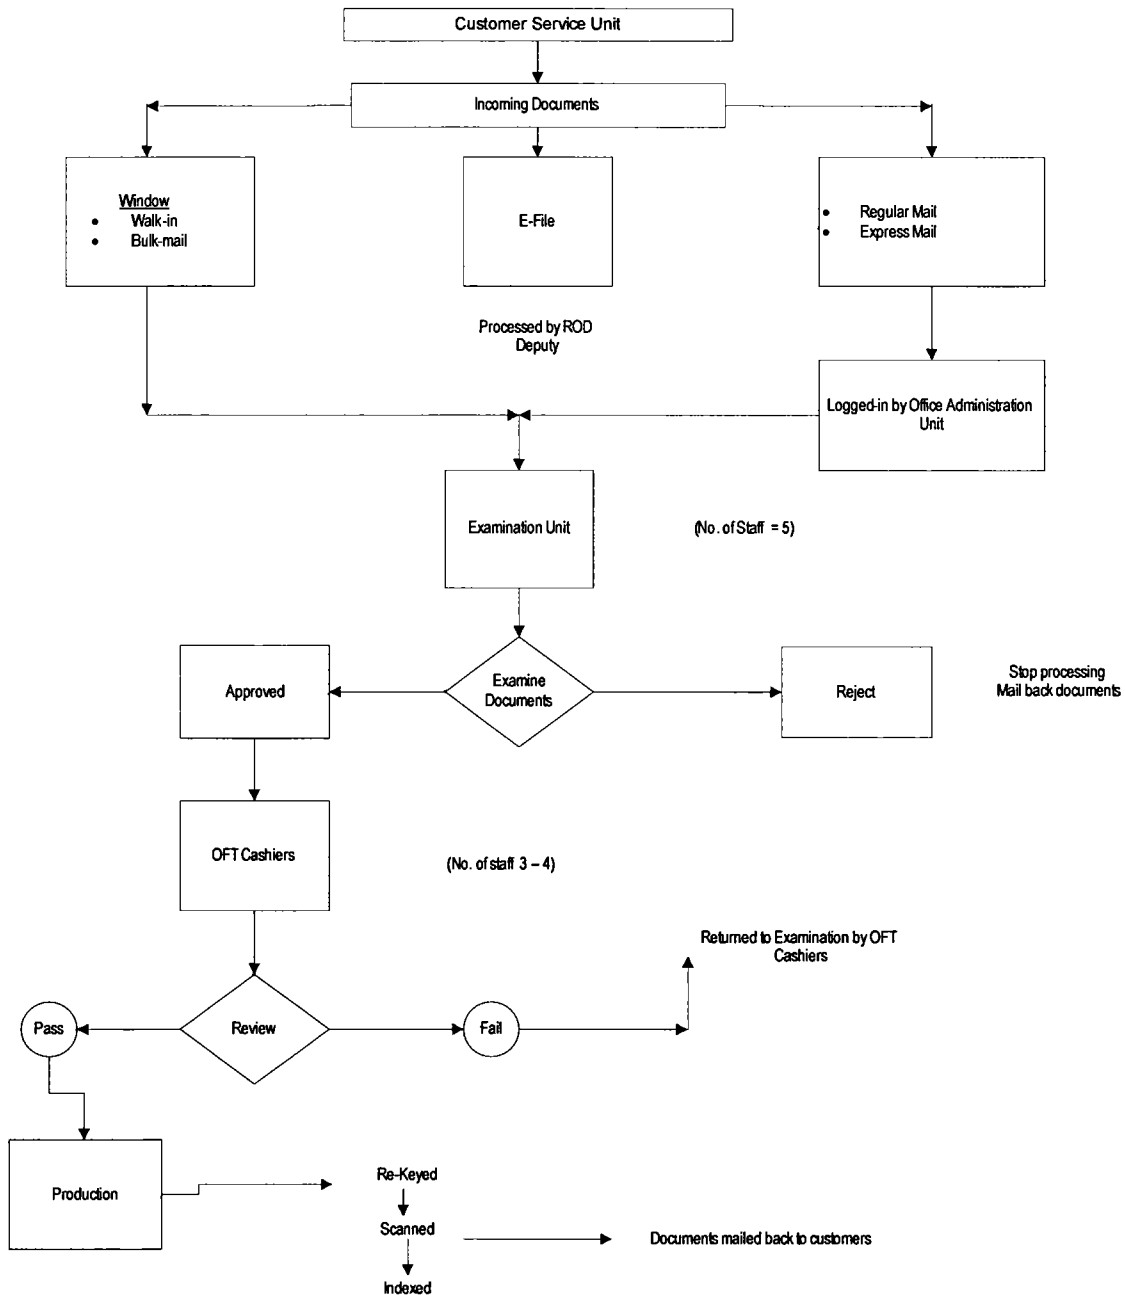 Customer Service Unit
Incoming Documents
Window
• Walk-in
• Bulk-mail
E-File
• Regular Mail
• Express Mail
Processed by ROD
Deputy
Logged-in by Office Administration
Unit
Examination Unit
(No. of Staff = 5)
Examine
Documents
Approved
Reject
Stop processing
Mail back documents
OFT Cashiers
(No. of staff 3 – 4)
Returned to Examination by OFT
Cashiers
Pass
Review
Fail
Production
Re-Keyed
Scanned
Documents mailed back to customers
Indexed